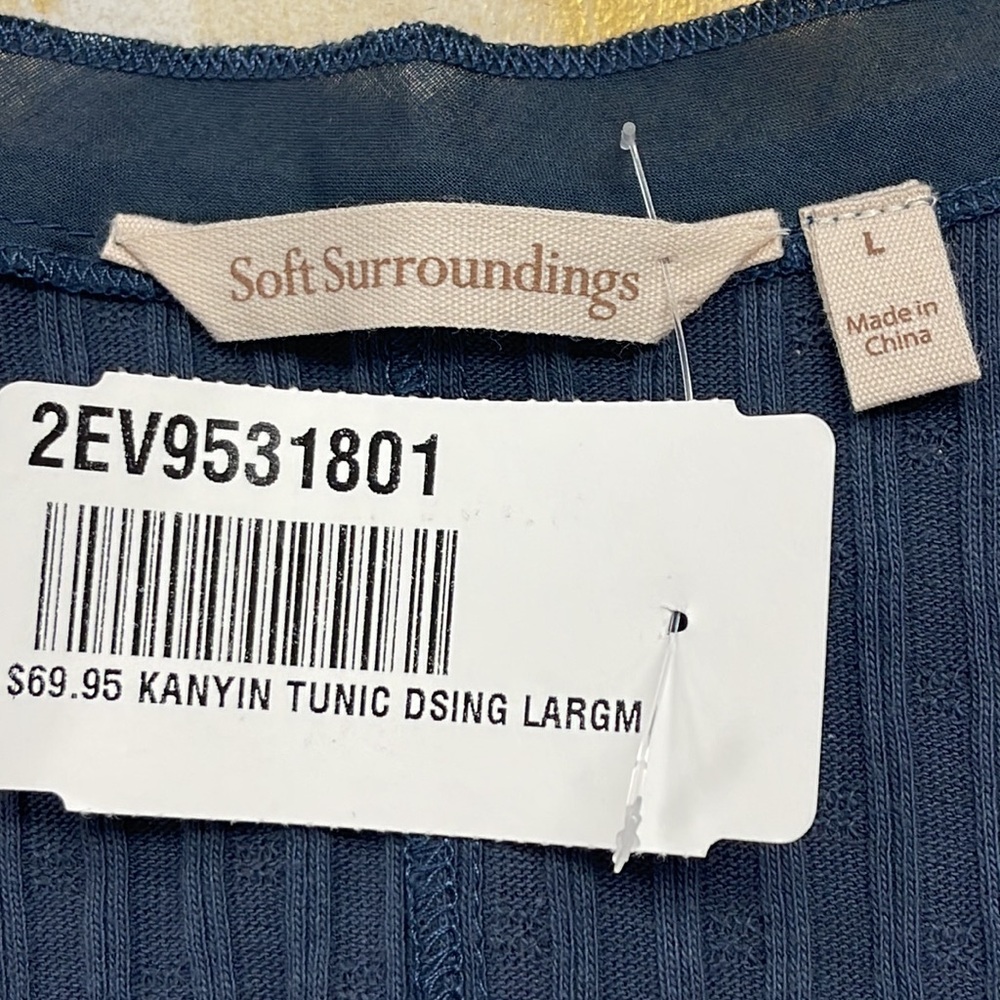 Soft Surroundings
L
Made in
China
2EV9531801
$69.95 KANYIN TUNIC DSING LARGM